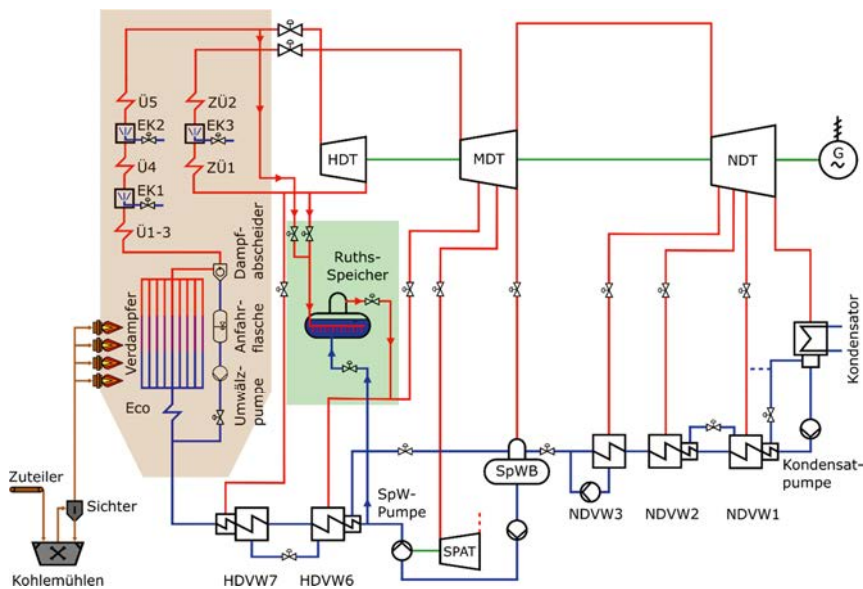 Ü5
ZÜ2
EK2
EK3
Ü4
ZÜ1
EK1
Ü1-3
HDT
MDT
NDT
G
~
Dampf-
abscheider
Ruths-
Speicher
Verdampfer
Anfahr-
flasche
Umwälz-
pumpe
Eco
Kondensator
Zuteiler
Sichter
Kohlemühlen
SpW-
Pumpe
SpWB
Kondensat-
pumpe
NDVW3
NDVW2
NDVW1
SPAT
HDVW7
HDVW6